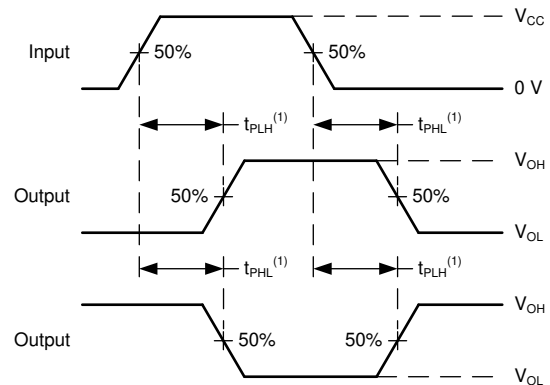 V_CC
Input 50% 50%
0 V
t_PLH^(1) t_PHL^(1)
V_OH
Output 50% 50%
V_OL
t_PHL^(1) t_PLH^(1)
V_OH
Output 50% 50%
V_OL